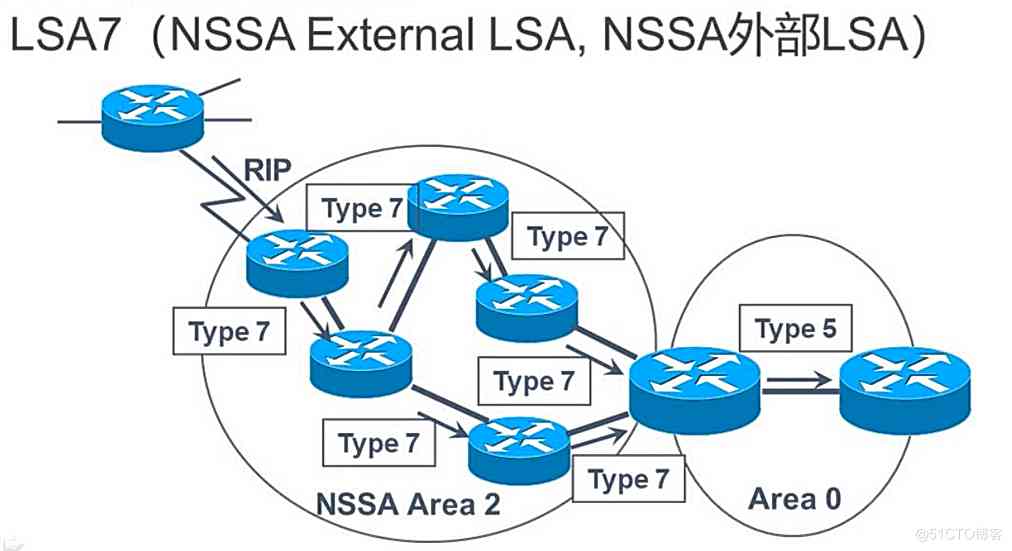 LSA7（NSSA External LSA, NSSA外部LSA）
RIP
Type 7
Type 7
Type 7
Type 5
Type 7
Type 7
Type 7
NSSA Area 2
Area 0
@51CTO博客